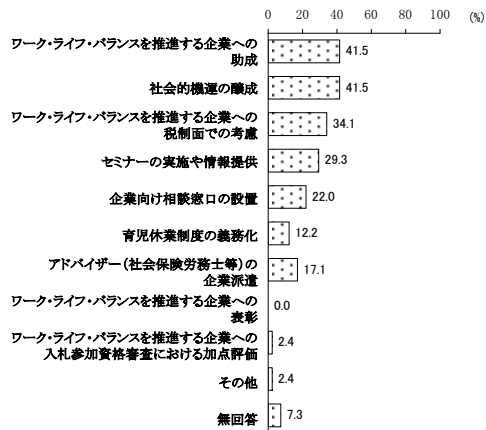 0 20 40 60 80 100 (%)
ワーク・ライフ・バランスを推進する企業への
助成
41.5
社会的機運の醸成
41.5
ワーク・ライフ・バランスを推進する企業への
税制面での考慮
34.1
セミナーの実施や情報提供
29.3
企業向け相談窓口の設置
22.0
育児休業制度の義務化
12.2
アドバイザー(社会保険労務士等)の
企業派遣
17.1
ワーク・ライフ・バランスを推進する企業への
表彰
0.0
ワーク・ライフ・バランスを推進する企業への
入札参加資格審査における加点評価
2.4
その他
2.4
無回答
7.3